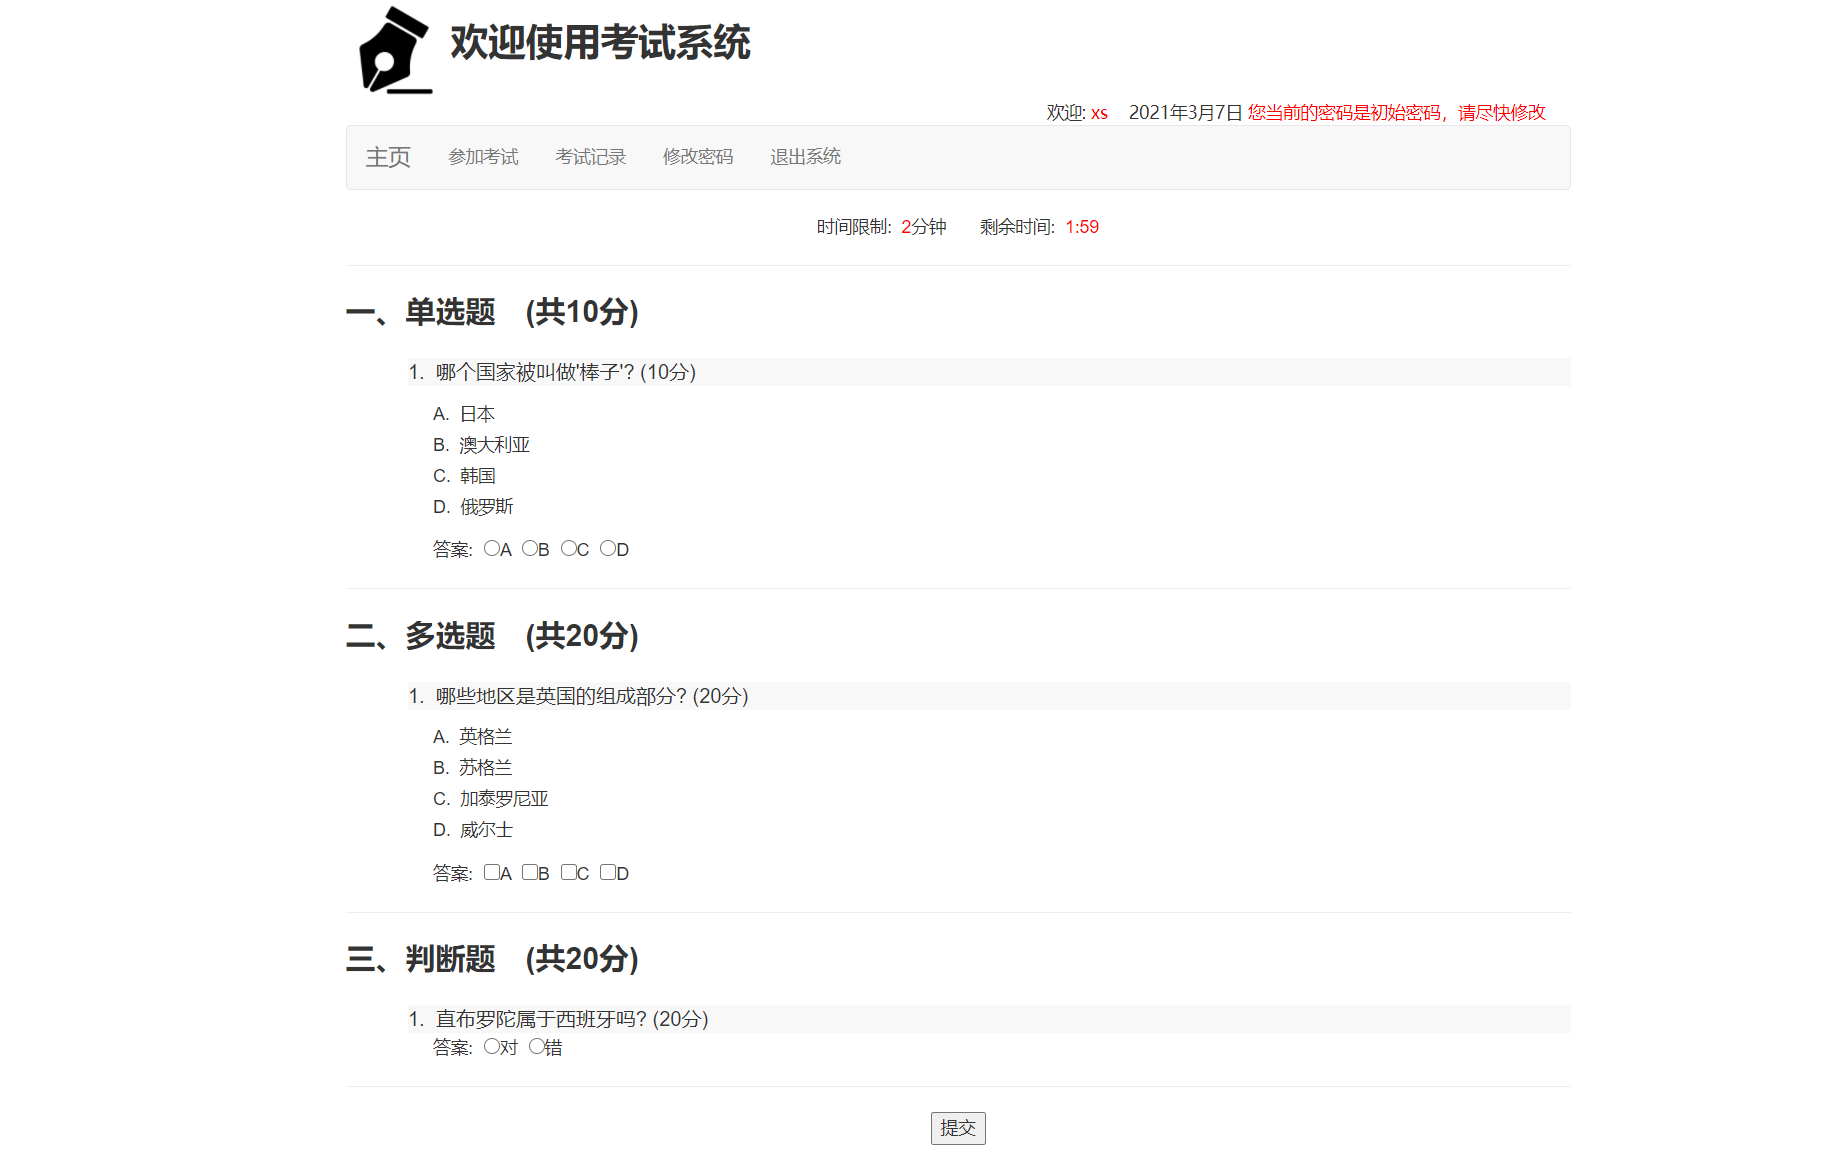 欢迎使用考试系统
欢迎: xs 2021年3月7日 您当前的密码是初始密码，请尽快修改
主页 参加考试 考试记录 修改密码 退出系统
时间限制: 2分钟 剩余时间: 1:59
一、单选题 (共10分)
1. 哪个国家被叫做'棒子'? (10分)
A. 日本
B. 澳大利亚
C. 韩国
D. 俄罗斯
答案: A B C D
二、多选题 (共20分)
1. 哪些地区是英国的组成部分? (20分)
A. 英格兰
B. 苏格兰
C. 加泰罗尼亚
D. 威尔士
答案: A B C D
三、判断题 (共20分)
1. 直布罗陀属于西班牙吗? (20分)
答案: 对 错
提交